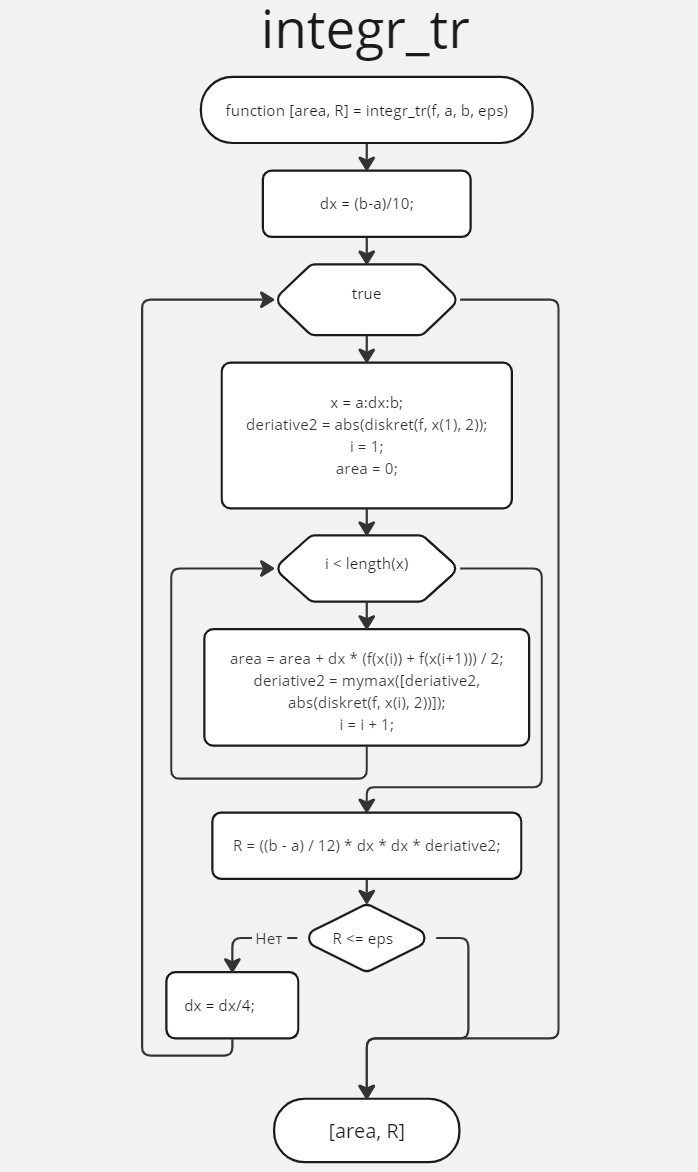 integr_tr
function [area, R] = integr_tr(f, a, b, eps)
dx = (b-a)/10;
true
x = a:dx:b;
deriative2 = abs(diskret(f, x(1), 2));
i = 1;
area = 0;
i < length(x)
area = area + dx * (f(x(i)) + f(x(i+1))) / 2;
deriative2 = mymax([deriative2,
abs(diskret(f, x(i), 2))]);
i = i + 1;
R = ((b - a) / 12) * dx * dx * deriative2;
Нет
R <= eps
dx = dx/4;
[area, R]